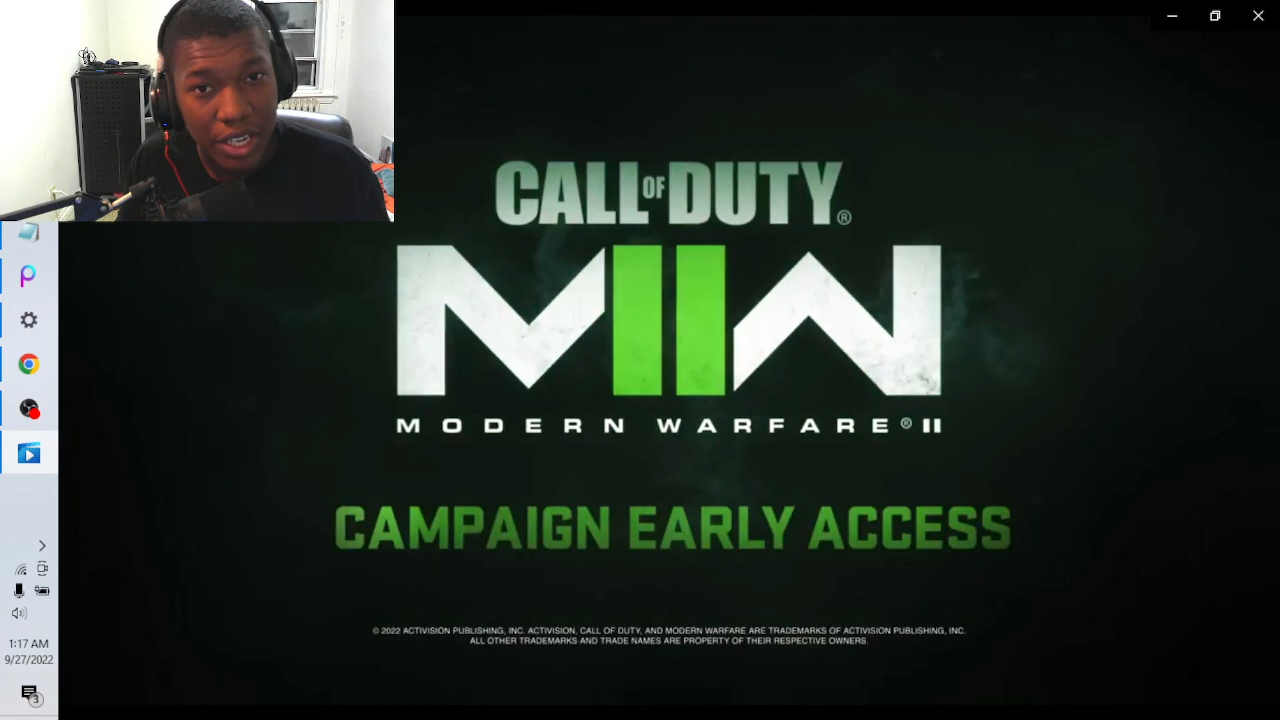 CALL OF DUTY®
MIIW
MODERN WARFARE® II
CAMPAIGN EARLY ACCESS
© 2022 ACTIVISION PUBLISHING, INC. ACTIVISION, CALL OF DUTY, AND MODERN WARFARE ARE TRADEMARKS OF ACTIVISION PUBLISHING, INC.
ALL OTHER TRADEMARKS AND TRADE NAMES ARE PROPERTY OF THEIR RESPECTIVE OWNERS.
1:17 AM
9/27/2022
3